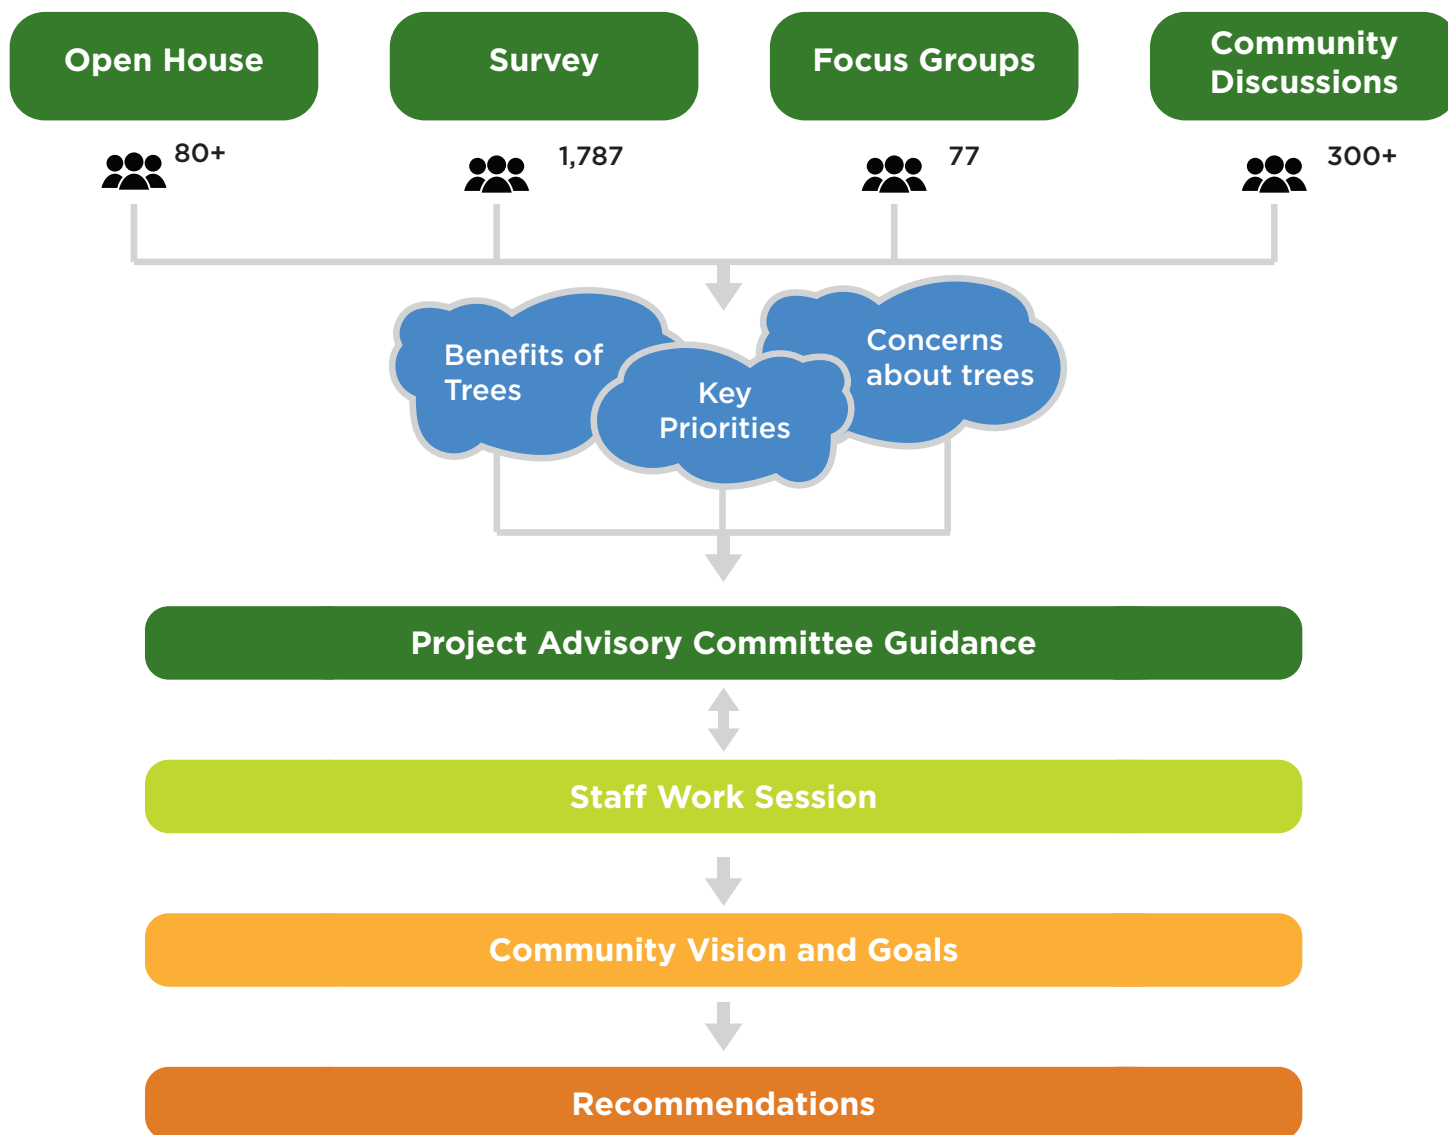 Open House
Survey
Focus Groups
Community
Discussions
80+
1,787
77
300+
Benefits of
Trees
Key
Priorities
Concerns
about trees
Project Advisory Committee Guidance
Staff Work Session
Community Vision and Goals
Recommendations